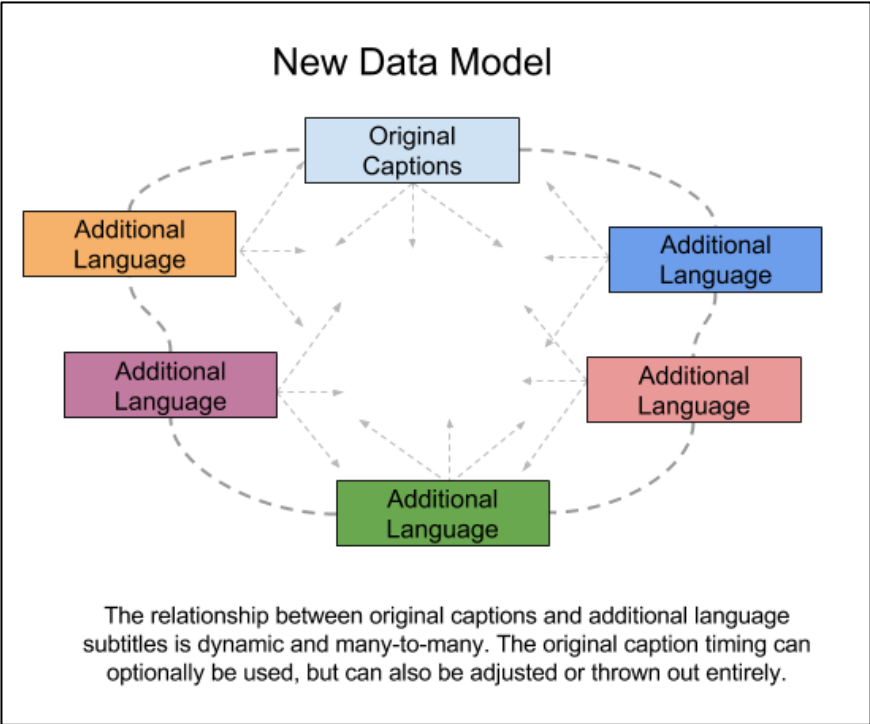 New Data Model
Original
Captions
Additional
Language
Additional
Language
Additional
Language
Additional
Language
Additional
Language
The relationship between original captions and additional language
subtitles is dynamic and many-to-many. The original caption timing can
optionally be used, but can also be adjusted or thrown out entirely.